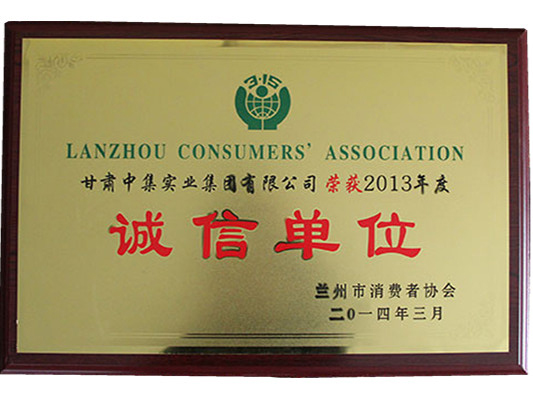 3·15
LANZHOU CONSUMERS' ASSOCIATION
甘肃中集实业集团有限公司 荣获2013年度
诚信单位
兰州市消费者协会
二0一四年三月